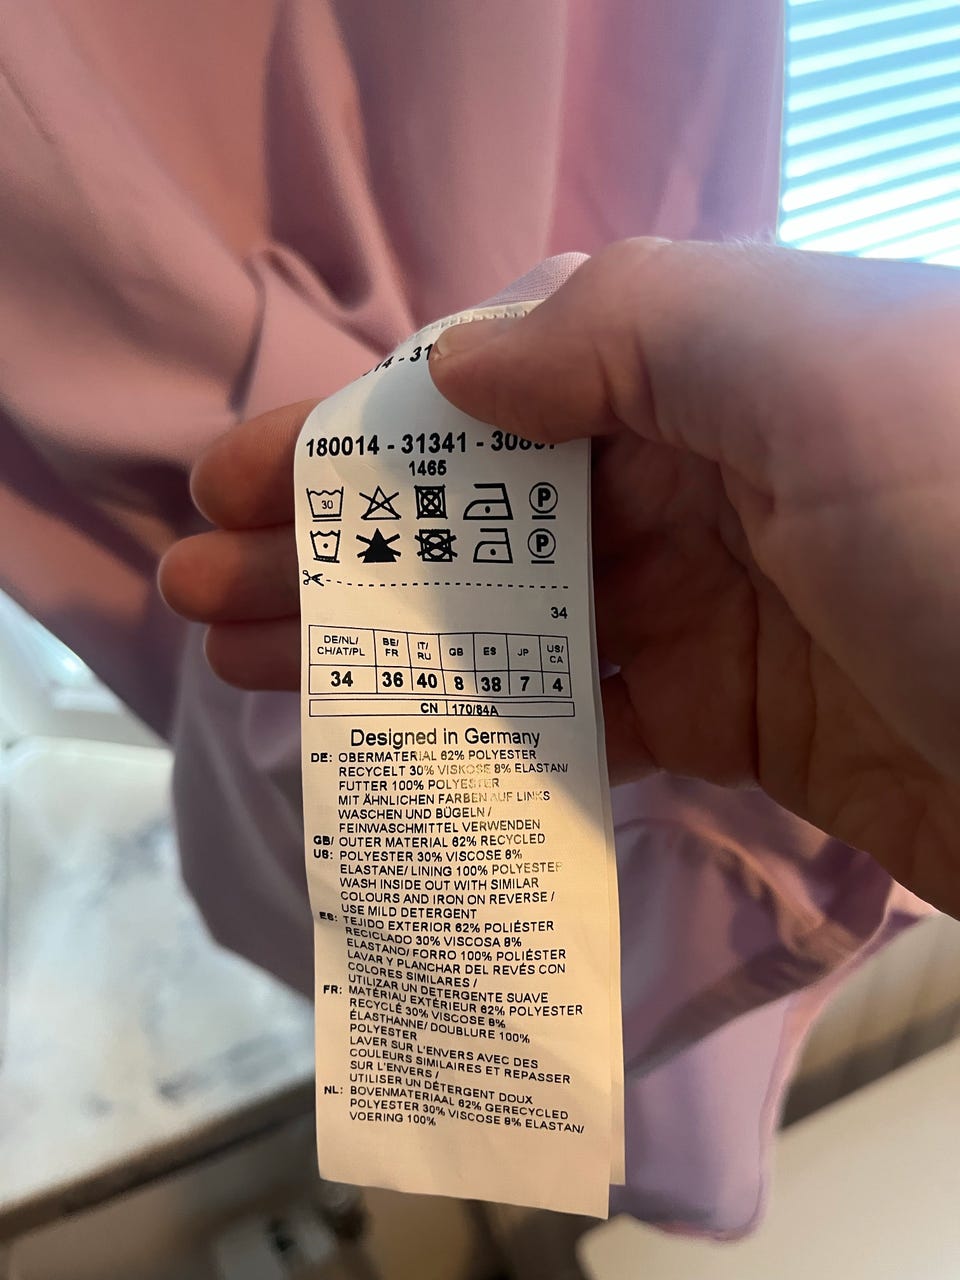 14 - 31
180014 - 31341 -
1465
30
P
P
34
DE/NL/ CH/AT/PL BE/ FR IT/ RU GB ES JP US/ CA
34 36 40 8 38 7 4
CN 170/84A
Designed in Germany
DE: OBERMATERIAL 62% POLYESTER
RECYCELT 30% VISKOSE 8% ELASTAN/
FUTTER 100% POLYESTER
MIT ÄHNLICHEN FARBEN AUF LINKS
WASCHEN UND BÜGELN /
FEINWASCHMITTEL VERWENDEN
GB/ OUTER MATERIAL 62% RECYCLED
US: POLYESTER 30% VISCOSE 8%
ELASTANE/ LINING 100% POLYESTER
WASH INSIDE OUT WITH SIMILAR
COLOURS AND IRON ON REVERSE /
USE MILD DETERGENT
ES: TEJIDO EXTERIOR 62% POLIÉSTER
RECICLADO 30% VISCOSA 8%
ELASTANO/ FORRO 100% POLIÉSTER
LAVAR Y PLANCHAR DEL REVÉS CON
COLORES SIMILARES /
UTILIZAR UN DETERGENTE SUAVE
FR: MATÉRIAU EXTÉRIEUR 62% POLYESTER
RECYCLÉ 30% VISCOSE 8%
ÉLASTHANNE/ DOUBLURE 100%
POLYESTER
LAVER SUR L'ENVERS AVEC DES
COULEURS SIMILAIRES ET REPASSER
SUR L'ENVERS /
UTILISER UN DÉTERGENT DOUX
NL: BOVENMATERIAAL 62% GERECYCLED
POLYESTER 30% VISCOSE 8% ELASTAN/
VOERING 100%